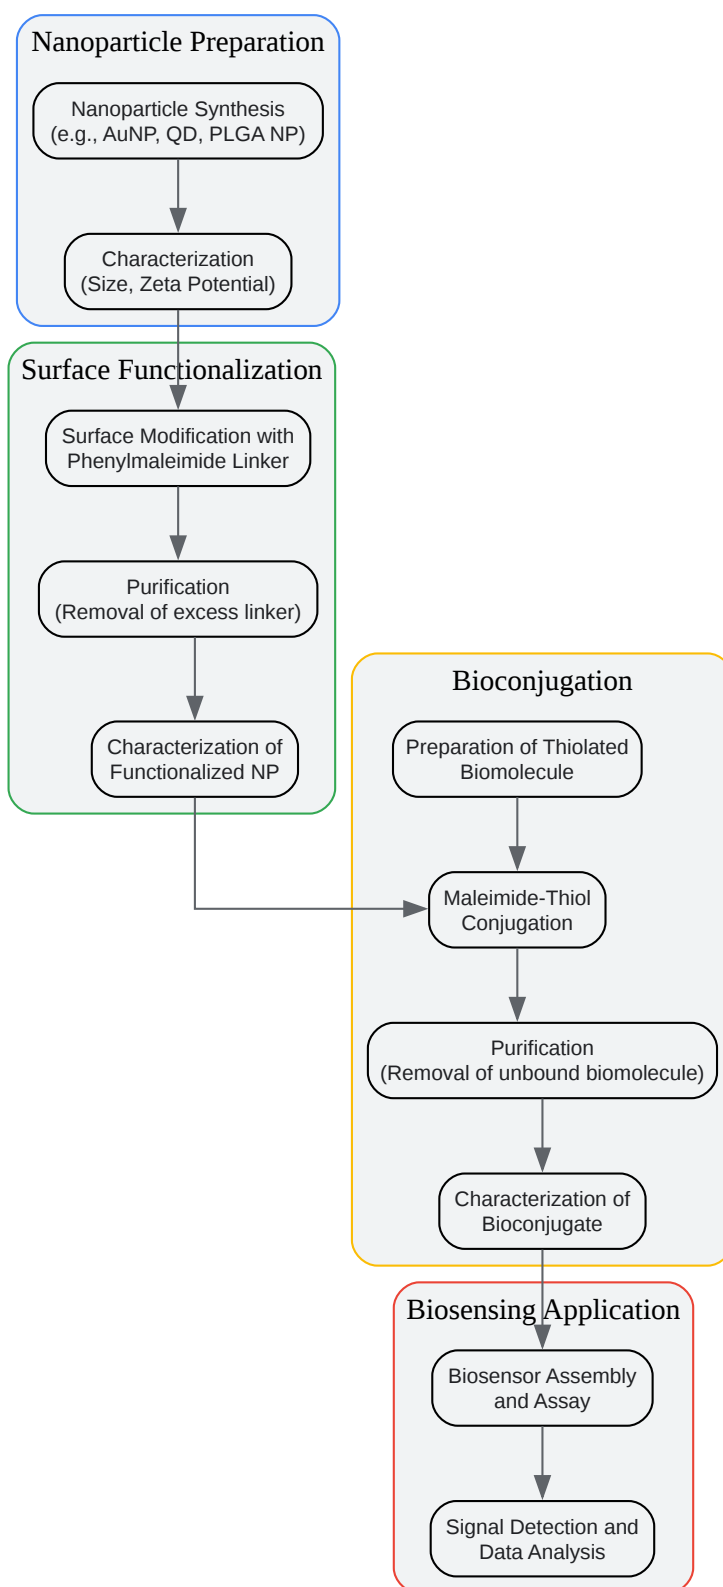 Nanoparticle Preparation
Nanoparticle Synthesis
(e.g., AuNP, QD, PLGA NP)
Characterization
(Size, Zeta Potential)
Surface Functionalization
Surface Modification with
Phenylmaleimide Linker
Purification
(Removal of excess linker)
Characterization of
Functionalized NP
Bioconjugation
Preparation of Thiolated
Biomolecule
Maleimide-Thiol
Conjugation
Purification
(Removal of unbound biomolecule)
Characterization of
Bioconjugate
Biosensing Application
Biosensor Assembly
and Assay
Signal Detection and
Data Analysis